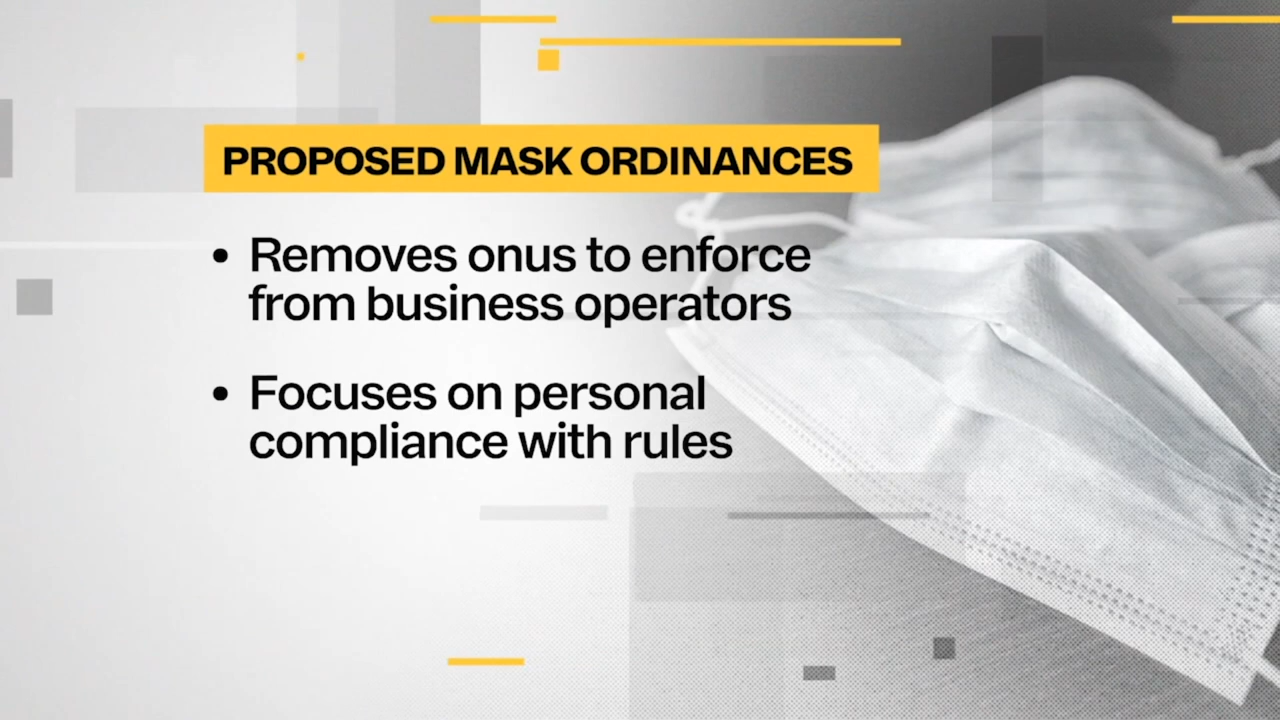 PROPOSED MASK ORDINANCES
• Removes onus to enforce
from business operators
• Focuses on personal
compliance with rules